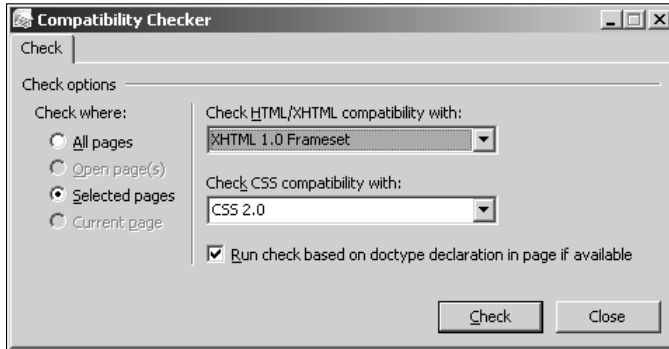 Compatibility Checker
Check
Check options
Check where:
All pages
Open page(s)
Selected pages
Current page
Check HTML/XHTML compatibility with:
XHTML 1.0 Frameset
Check CSS compatibility with:
CSS 2.0
Run check based on doctype declaration in page if available
Check
Close